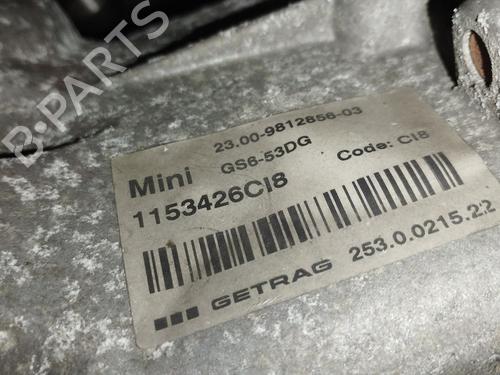 23.00-9812856-03
Mini GS6-53DG Code: CI8
1153426CI8
GETRAG 253.0.0215.22
B-PARTS